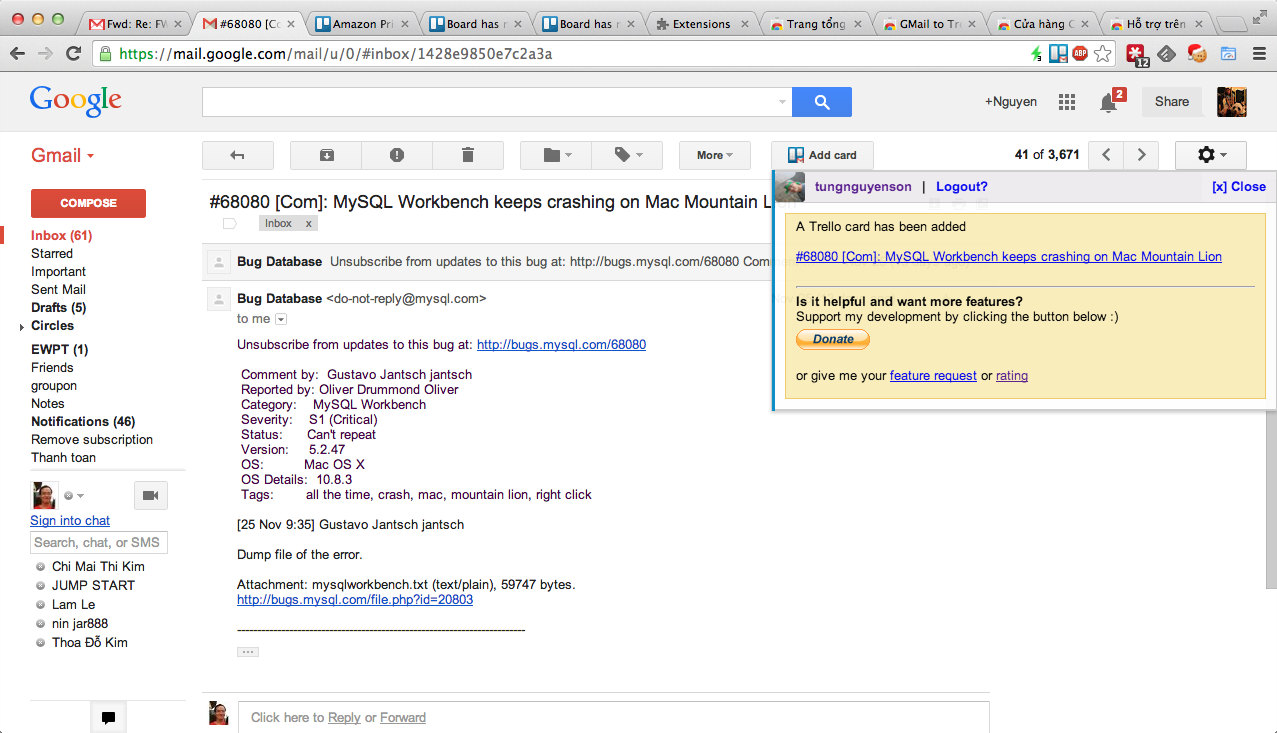 Fwd: Re: FW
#68080 [Co
Amazon Pri
Board has r
Board has r
Extensions
Trang tổng
GMail to Tre
Cửa hàng C
Hỗ trợ trên
https://mail.google.com/mail/u/0/#inbox/1428e9850e7c2a3a
3
ABP
12
Google
+Nguyen
2
Share
Gmail
More
Add card
41 of 3,671
COMPOSE
Inbox (61)
Starred
Important
Sent Mail
Drafts (5)
Circles
EWPT (1)
Friends
groupon
Notes
Notifications (46)
Remove subscription
Thanh toan
Sign into chat
Search, chat, or SMS
Chi Mai Thi Kim
JUMP START
Lam Le
nin jar888
Thoa Đỗ Kim
#68080 [Com]: MySQL Workbench keeps crashing on Mac Mountain L
Inbox x
Bug Database Unsubscribe from updates to this bug at: http://bugs.mysql.com/68080 Com
Bug Database <do-not-reply@mysql.com>
to me
Unsubscribe from updates to this bug at: http://bugs.mysql.com/68080
Comment by: Gustavo Jantsch jantsch
Reported by: Oliver Drummond Oliver
Category: MySQL Workbench
Severity: S1 (Critical)
Status: Can't repeat
Version: 5.2.47
OS: Mac OS X
OS Details: 10.8.3
Tags: all the time, crash, mac, mountain lion, right click
[25 Nov 9:35] Gustavo Jantsch jantsch
Dump file of the error.
Attachment: mysqlworkbench.txt (text/plain), 59747 bytes.
http://bugs.mysql.com/file.php?id=20803
------------------------------------------------------------------------
...
Click here to Reply or Forward
tungnguyenson | Logout?
[x] Close
A Trello card has been added
#68080 [Com]: MySQL Workbench keeps crashing on Mac Mountain Lion
Is it helpful and want more features?
Support my development by clicking the button below :)
Donate
or give me your feature request or rating